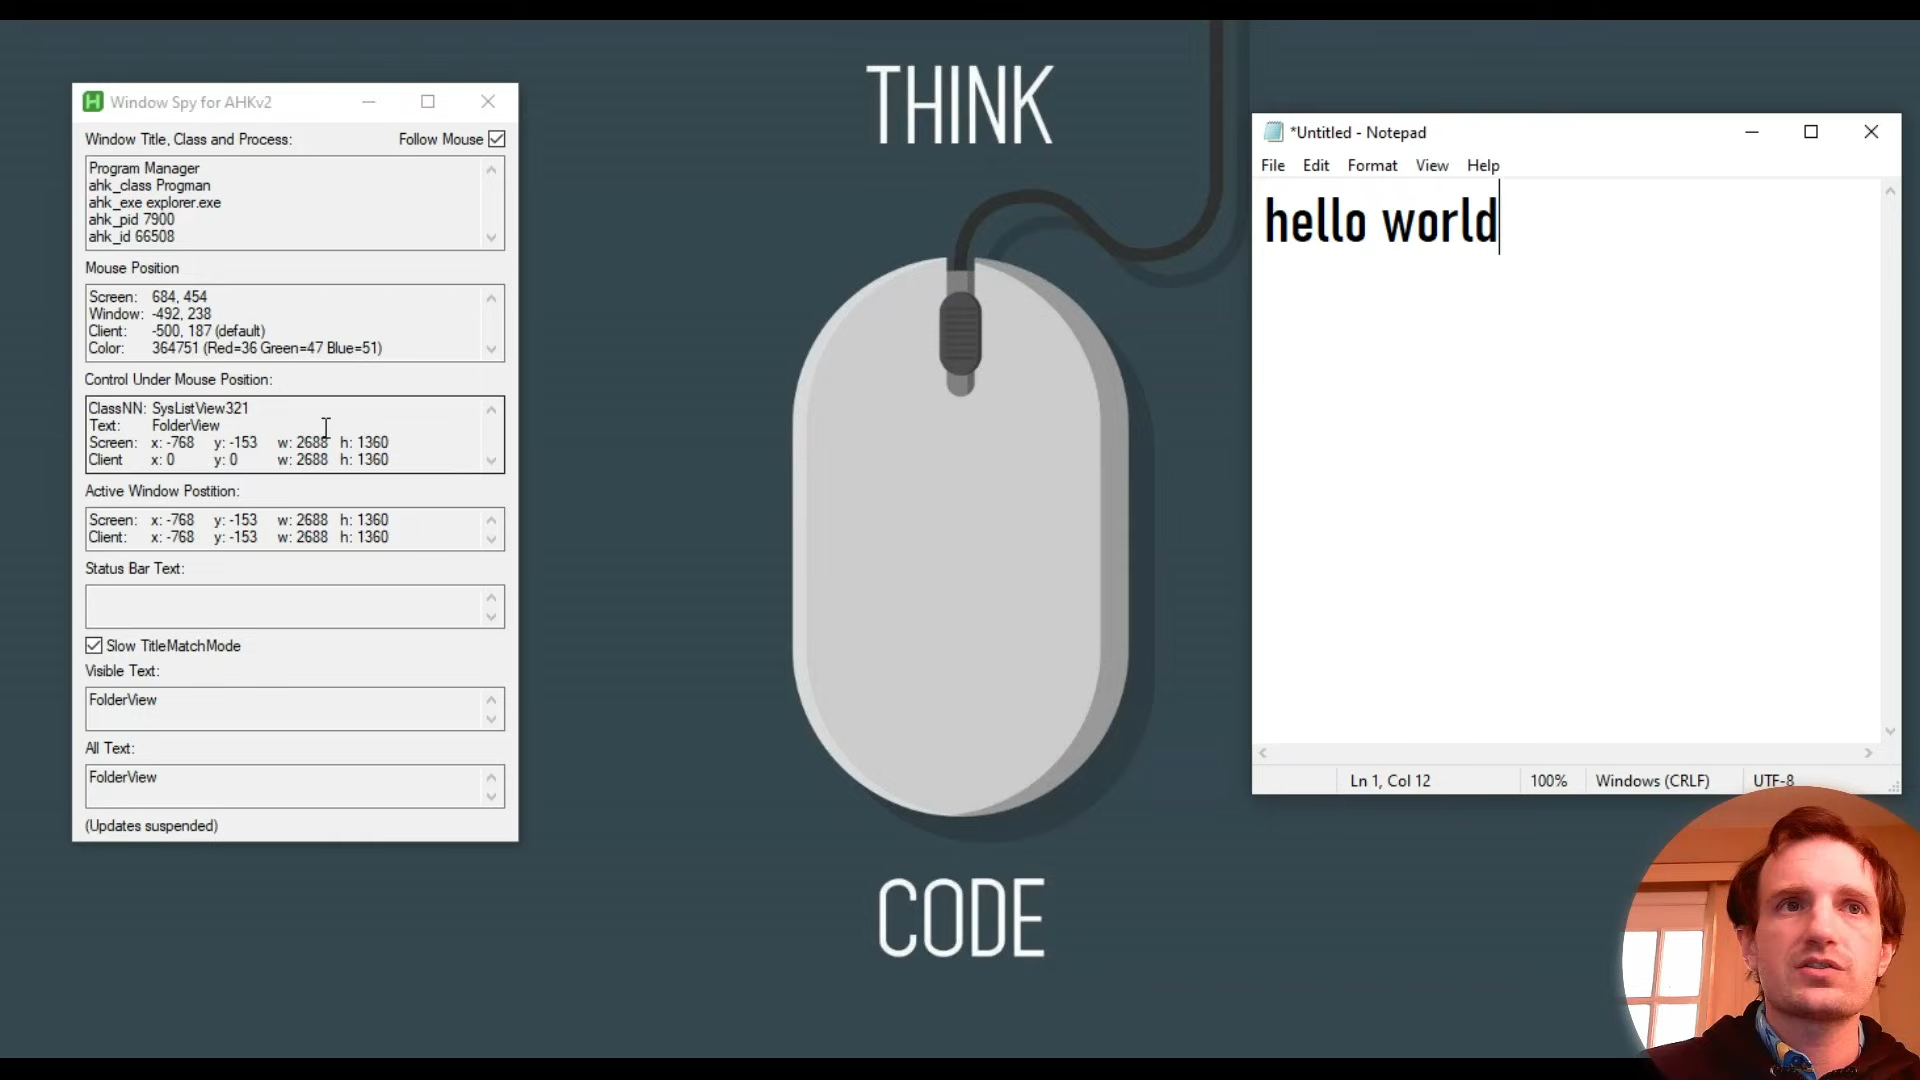 THINK
Window Spy for AHKv2
Window Title, Class and Process:
Follow Mouse
Program Manager
ahk_class Progman
ahk_exe explorer.exe
ahk_pid 7900
ahk_id 66508
Mouse Position
Screen: 684, 454
Window: -492, 238
Client: -500, 187 (default)
Color: 364751 (Red=36 Green=47 Blue=51)
Control Under Mouse Position:
ClassNN: SysListView321
Text: FolderView
Screen: x: -768 y: -153 w: 2688 h: 1360
Client x: 0 y: 0 w: 2688 h: 1360
Active Window Postition:
Screen: x: -768 y: -153 w: 2688 h: 1360
Client: x: -768 y: -153 w: 2688 h: 1360
Status Bar Text:
Slow TitleMatchMode
Visible Text:
FolderView
All Text:
FolderView
(Updates suspended)
*Untitled - Notepad
File Edit Format View Help
hello world
Ln 1, Col 12 100% Windows (CRLF) UTF-8
CODE